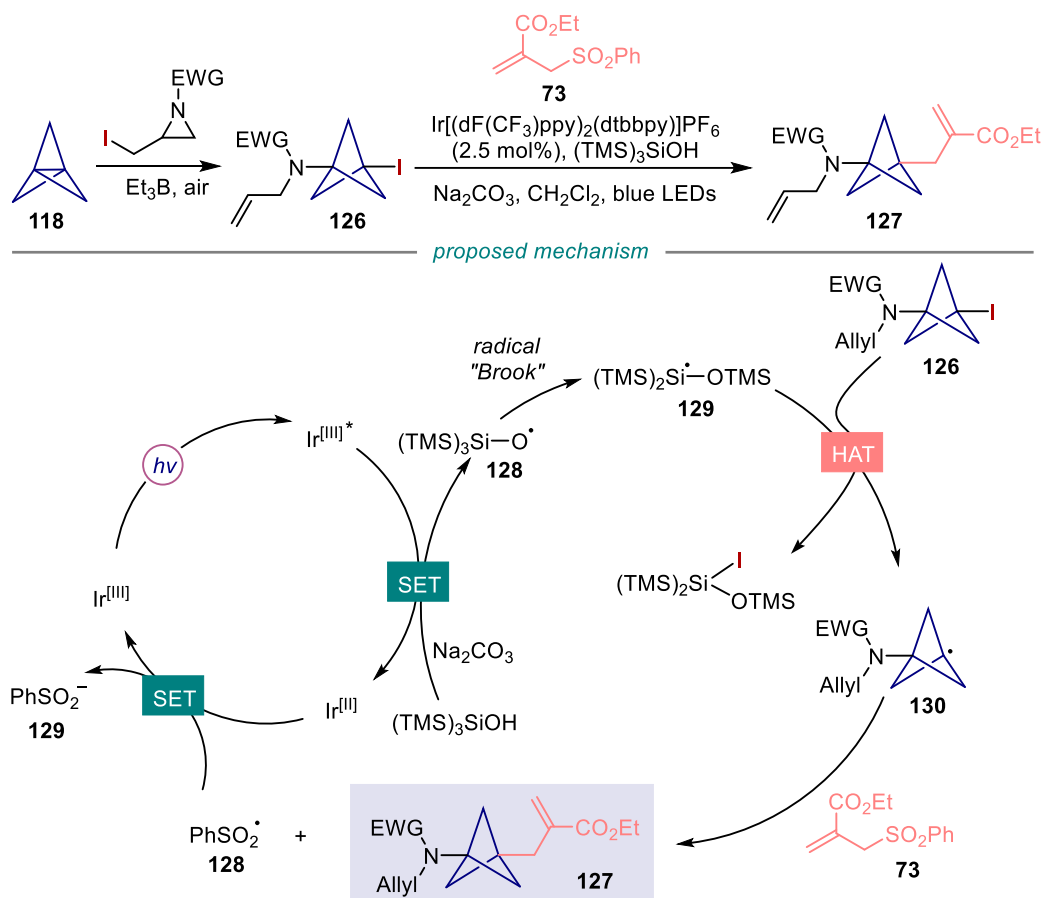 CO2Et
SO2Ph
73
EWG
N
I
Et3B, air
118
EWG
N
I
126
Ir[(dF(CF3)ppy)2(dtbbpy)]PF6
(2.5 mol%), (TMS)3SiOH
Na2CO3, CH2Cl2, blue LEDs
EWG
N
CO2Et
127
proposed mechanism
EWG
N
I
Allyl
126
radical
"Brook"
(TMS)2Si•–OTMS
129
Ir[III]*
(TMS)3Si–O•
128
HAT
hν
I
(TMS)2Si
OTMS
SET
Ir[III]
Na2CO3
EWG
N
•
Allyl
130
PhSO2–
129
SET
Ir[II]
(TMS)3SiOH
PhSO2•
128
+
EWG
N
CO2Et
Allyl
127
CO2Et
SO2Ph
73